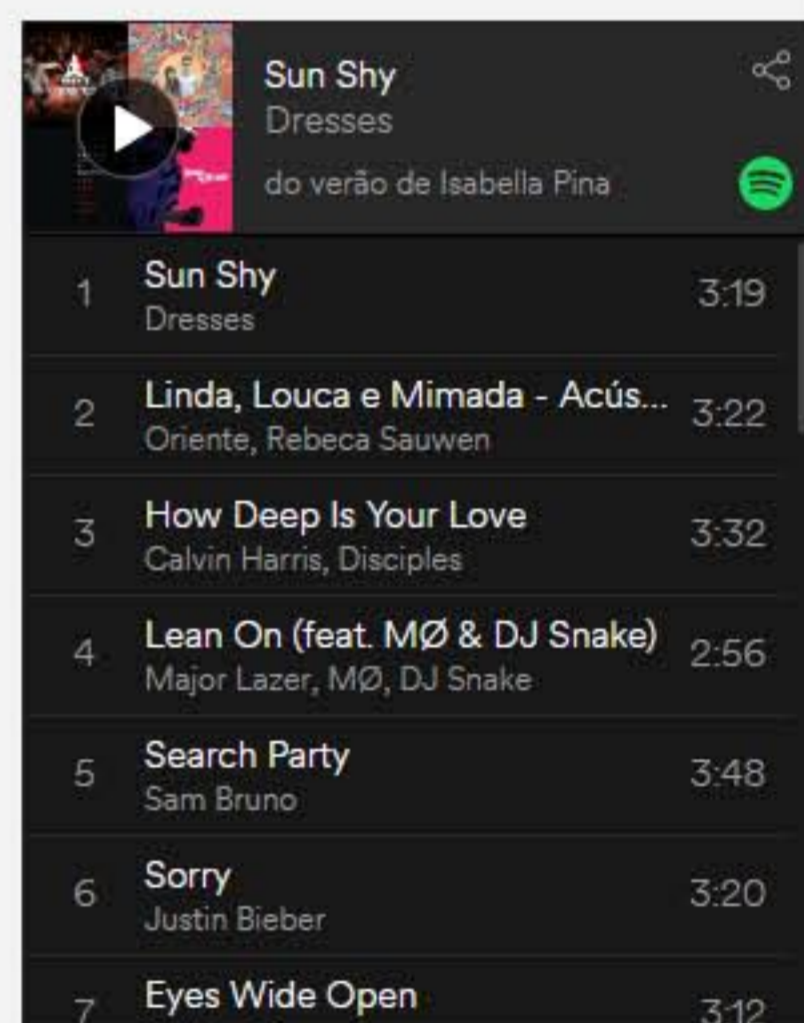 Sun Shy
Dresses
do verão de Isabella Pina
1 Sun Shy 3:19
Dresses
2 Linda, Louca e Mimada - Acús... 3:22
Oriente, Rebeca Sauwen
3 How Deep Is Your Love 3:32
Calvin Harris, Disciples
4 Lean On (feat. MØ & DJ Snake) 2:56
Major Lazer, MØ, DJ Snake
5 Search Party 3:48
Sam Bruno
6 Sorry 3:20
Justin Bieber
7 Eyes Wide Open 3:12